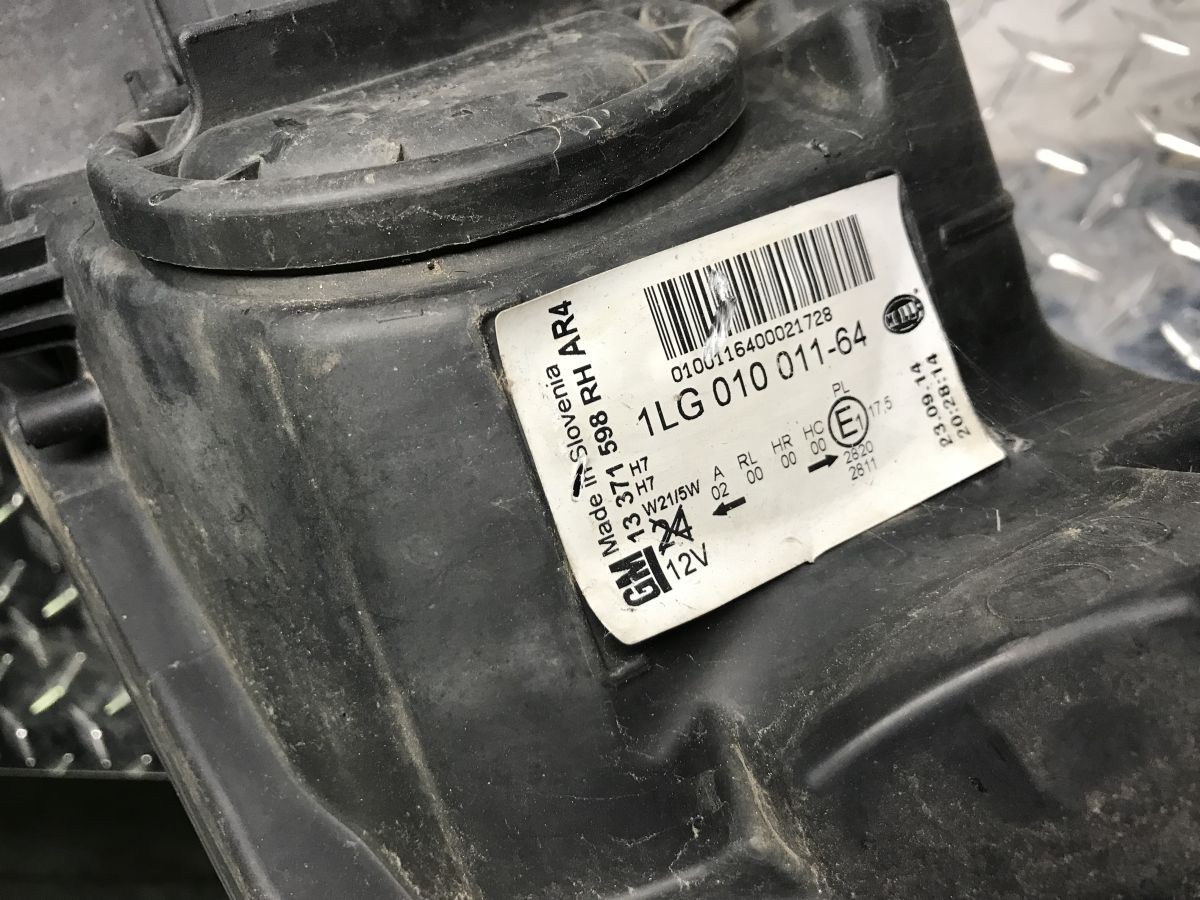 0100116400021728
1LG 010 011-64
HELLA
Made in Slovenia
13 371 598 RH AR4
GM
H7
H7
W21/5W
24
12V
A
02
RL
00
HR
00
HC
00
PL
E1
17,5
2820
2811
23.09.14
20:28:14